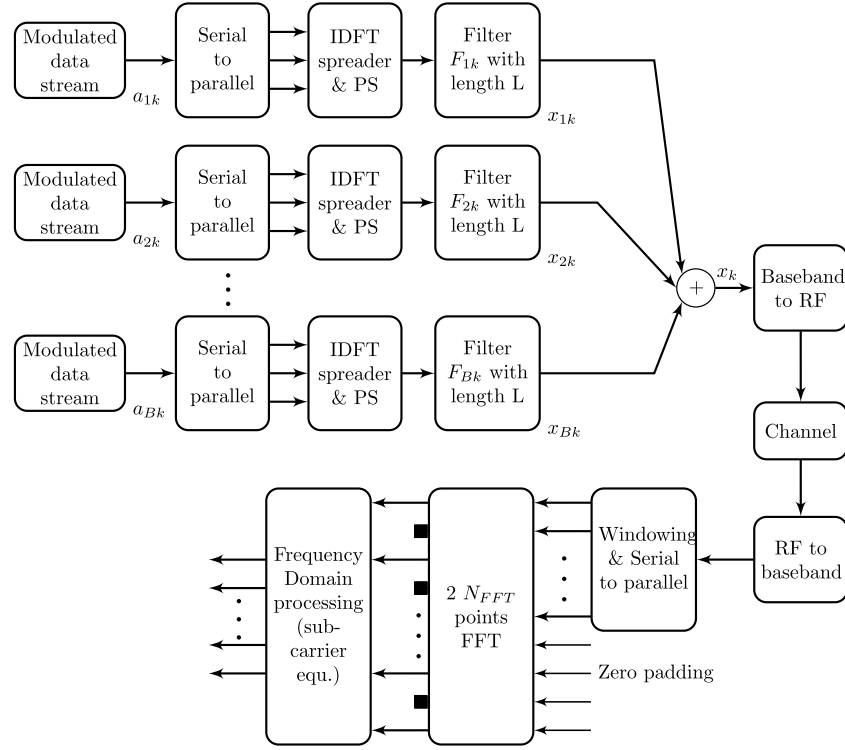 Modulated
data
stream
a_{1k}
Serial
to
parallel
IDFT
spreader
& PS
Filter
F_{1k} with
length L
x_{1k}
Modulated
data
stream
a_{2k}
Serial
to
parallel
IDFT
spreader
& PS
Filter
F_{2k} with
length L
x_{2k}
+
x_k
Baseband
to RF
Modulated
data
stream
a_{Bk}
Serial
to
parallel
IDFT
spreader
& PS
Filter
F_{Bk} with
length L
x_{Bk}
Channel
RF to
baseband
Windowing
& Serial
to parallel
Zero padding
2 N_{FFT}
points
FFT
Frequency
Domain
processing
(sub-
carrier
equ.)